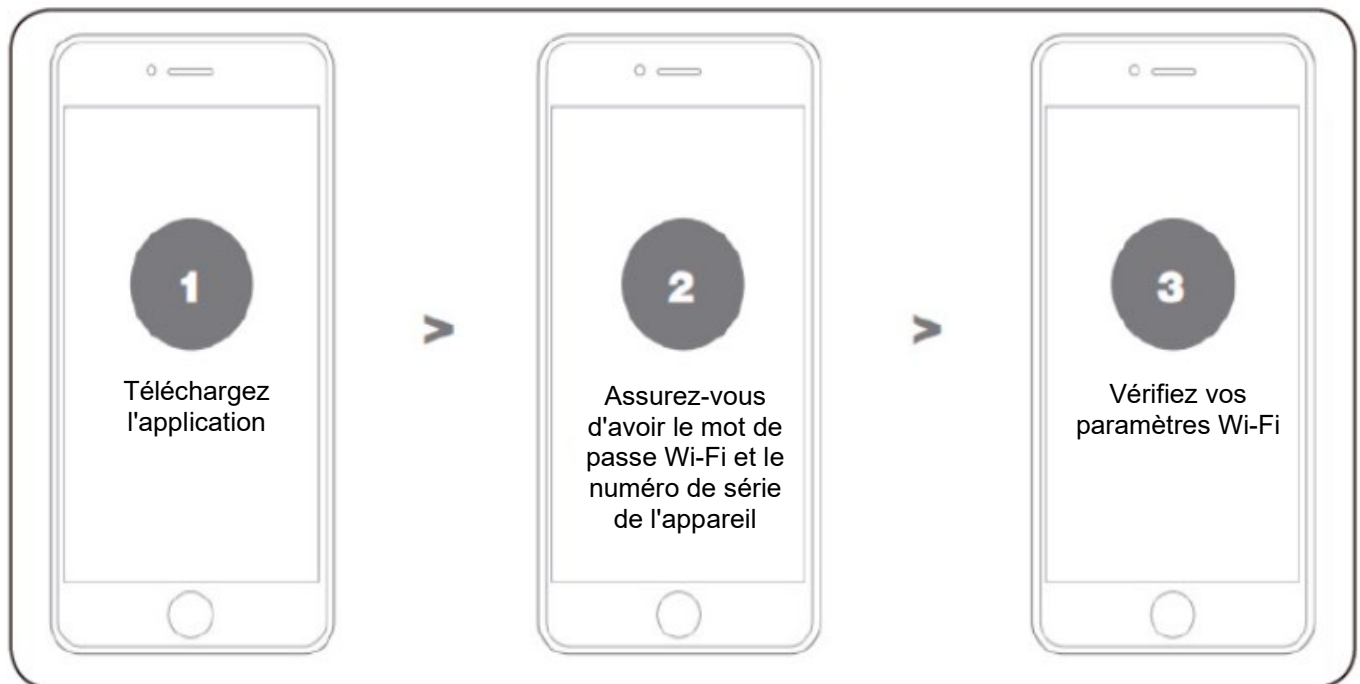 1
Téléchargez
l'application
>
2
Assurez-vous
d'avoir le mot de
passe Wi-Fi et le
numéro de série
de l'appareil
>
3
Vérifiez vos
paramètres Wi-Fi